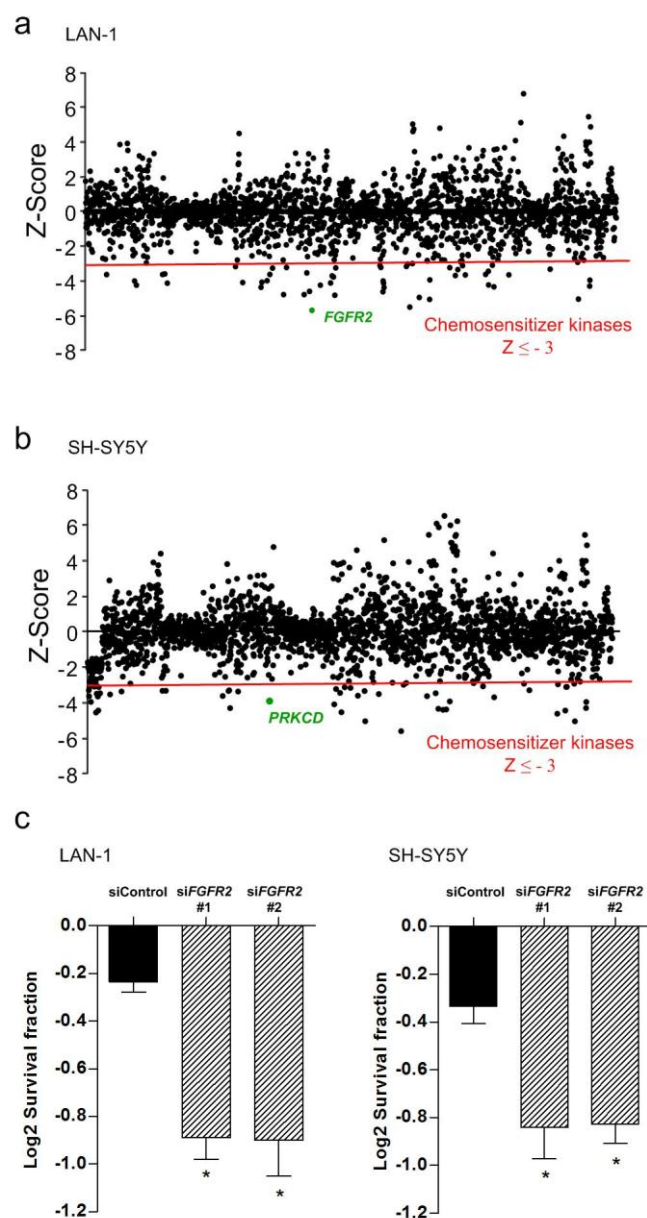 a
LAN-1
Z-Score
8
6
4
2
0
-2
-4
-6
-8
FGFR2
Chemosensitizer kinases
Z ≤ - 3
b
SH-SY5Y
Z-Score
8
6
4
2
0
-2
-4
-6
-8
PRKCD
Chemosensitizer kinases
Z ≤ - 3
c
LAN-1
siControl siFGFR2 siFGFR2
#1 #2
Log2 Survival fraction
0.0
-0.2
-0.4
-0.6
-0.8
-1.0
-1.2
* *
SH-SY5Y
siControl siFGFR2 siFGFR2
#1 #2
Log2 Survival fraction
-0.0
-0.2
-0.4
-0.6
-0.8
-1.0
-1.2
* *